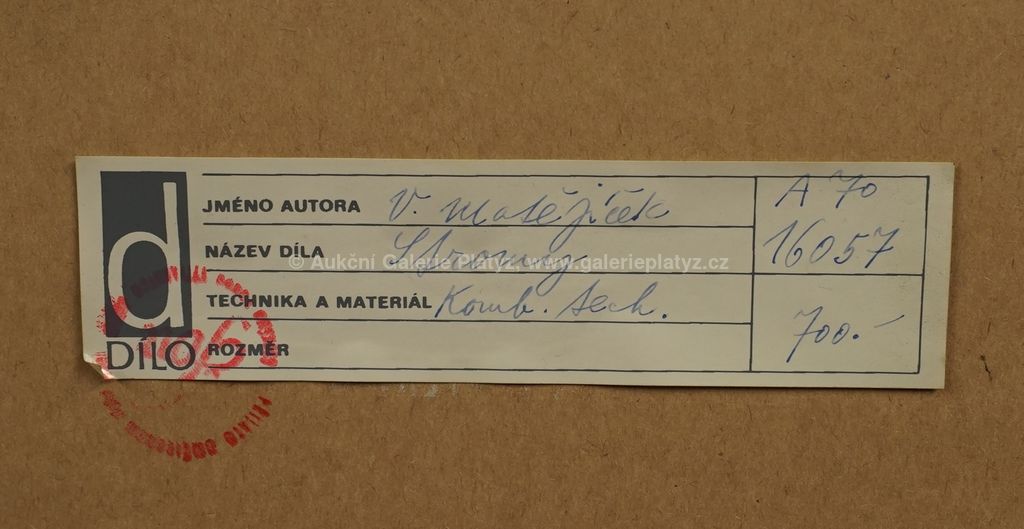 d
DÍLO
JMÉNO AUTORA V. Matějíček
NÁZEV DÍLA Stromy
TECHNIKA A MATERIÁL Komb. tech.
ROZMĚR
A 70
16057
700.-
© Aukční Galerie Platýz, www.galerieplatyz.cz